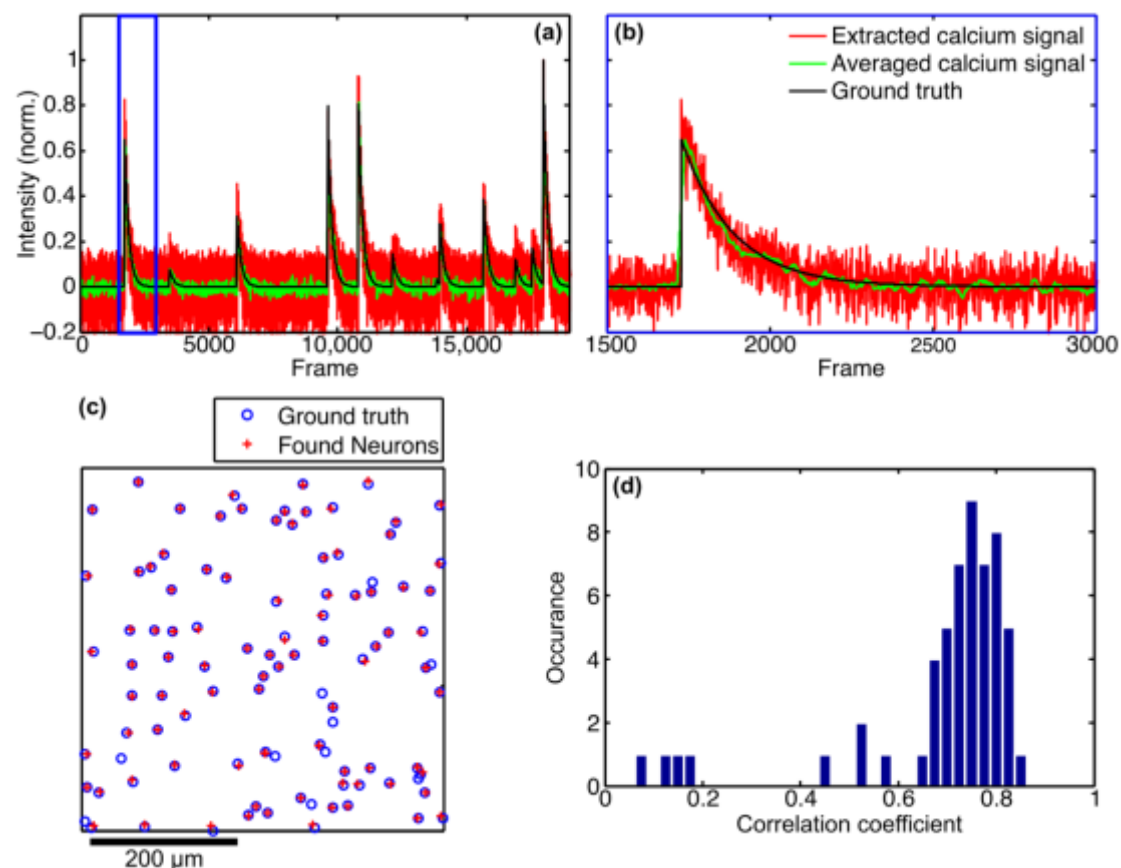 (a)
Intensity (norm.)
1
0.8
0.6
0.4
0.2
0
−0.2
0
5000
10,000
15,000
Frame
(b)
Extracted calcium signal
Averaged calcium signal
Ground truth
1500
2000
2500
3000
Frame
(c)
Ground truth
Found Neurons
200 µm
(d)
Occurance
10
8
6
4
2
0
0
0.2
0.4
0.6
0.8
1
Correlation coefficient